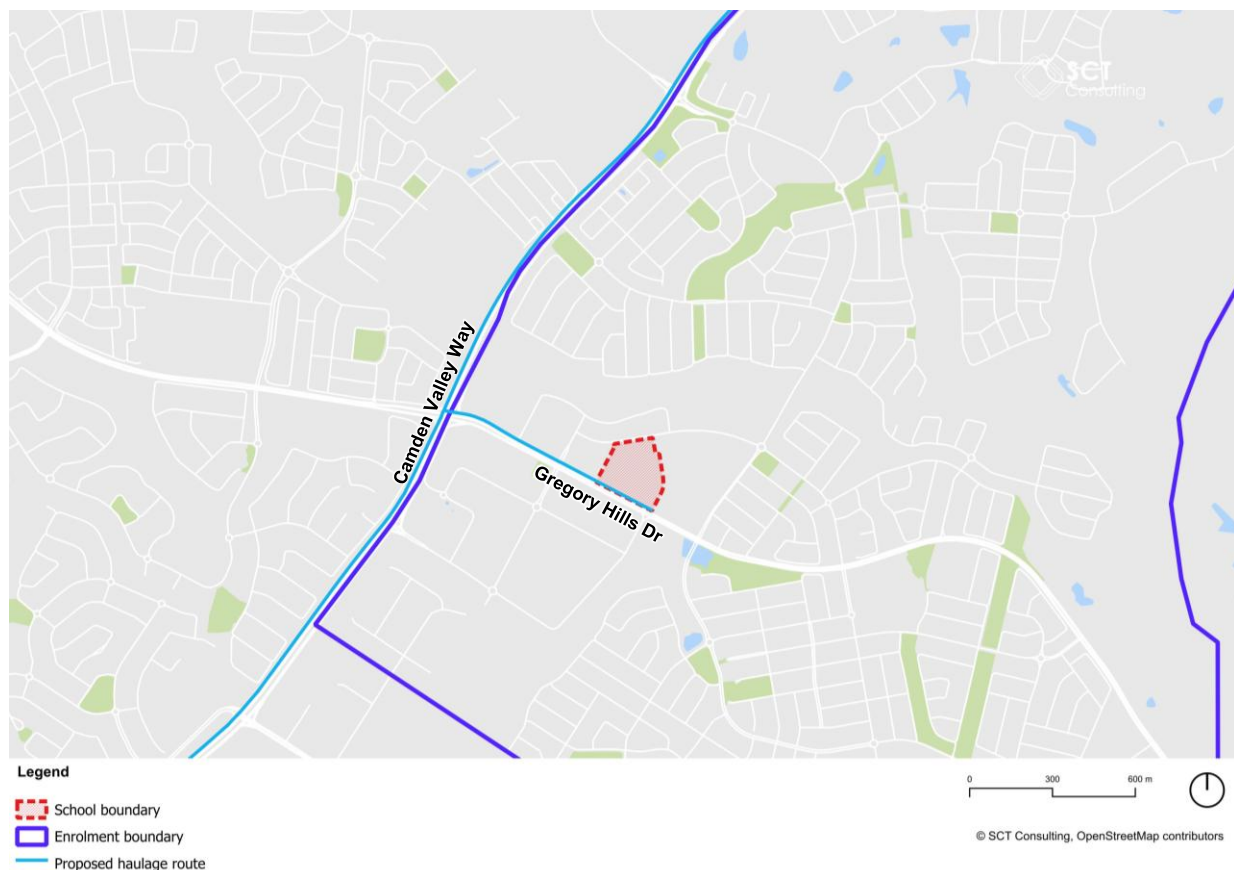 SCT
Consulting
Camden Valley Way
Gregory Hills Dr
Legend
School boundary
Enrolment boundary
Proposed haulage route
0 300 600 m
© SCT Consulting, OpenStreetMap contributors